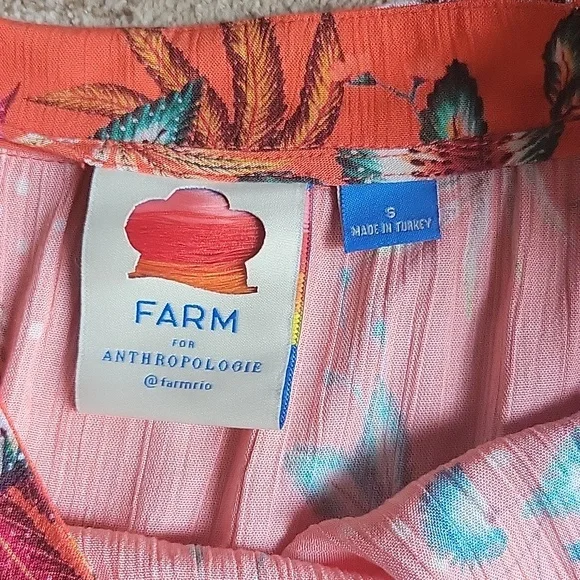 FARM
FOR
ANTHROPOLOGIE
@farmrio
S
MADE IN TURKEY